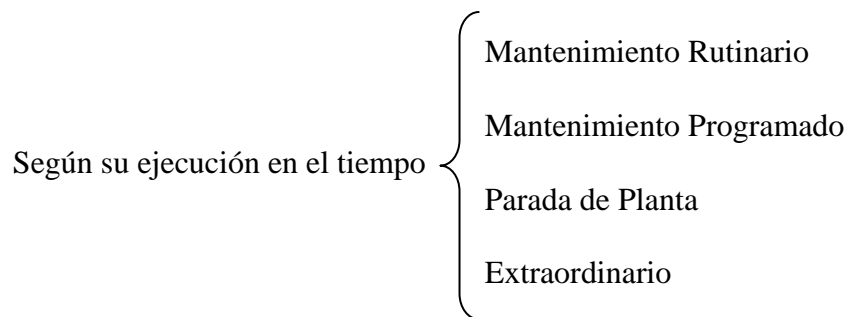 Mantenimiento Rutinario
Mantenimiento Programado
Según su ejecución en el tiempo
Parada de Planta
Extraordinario